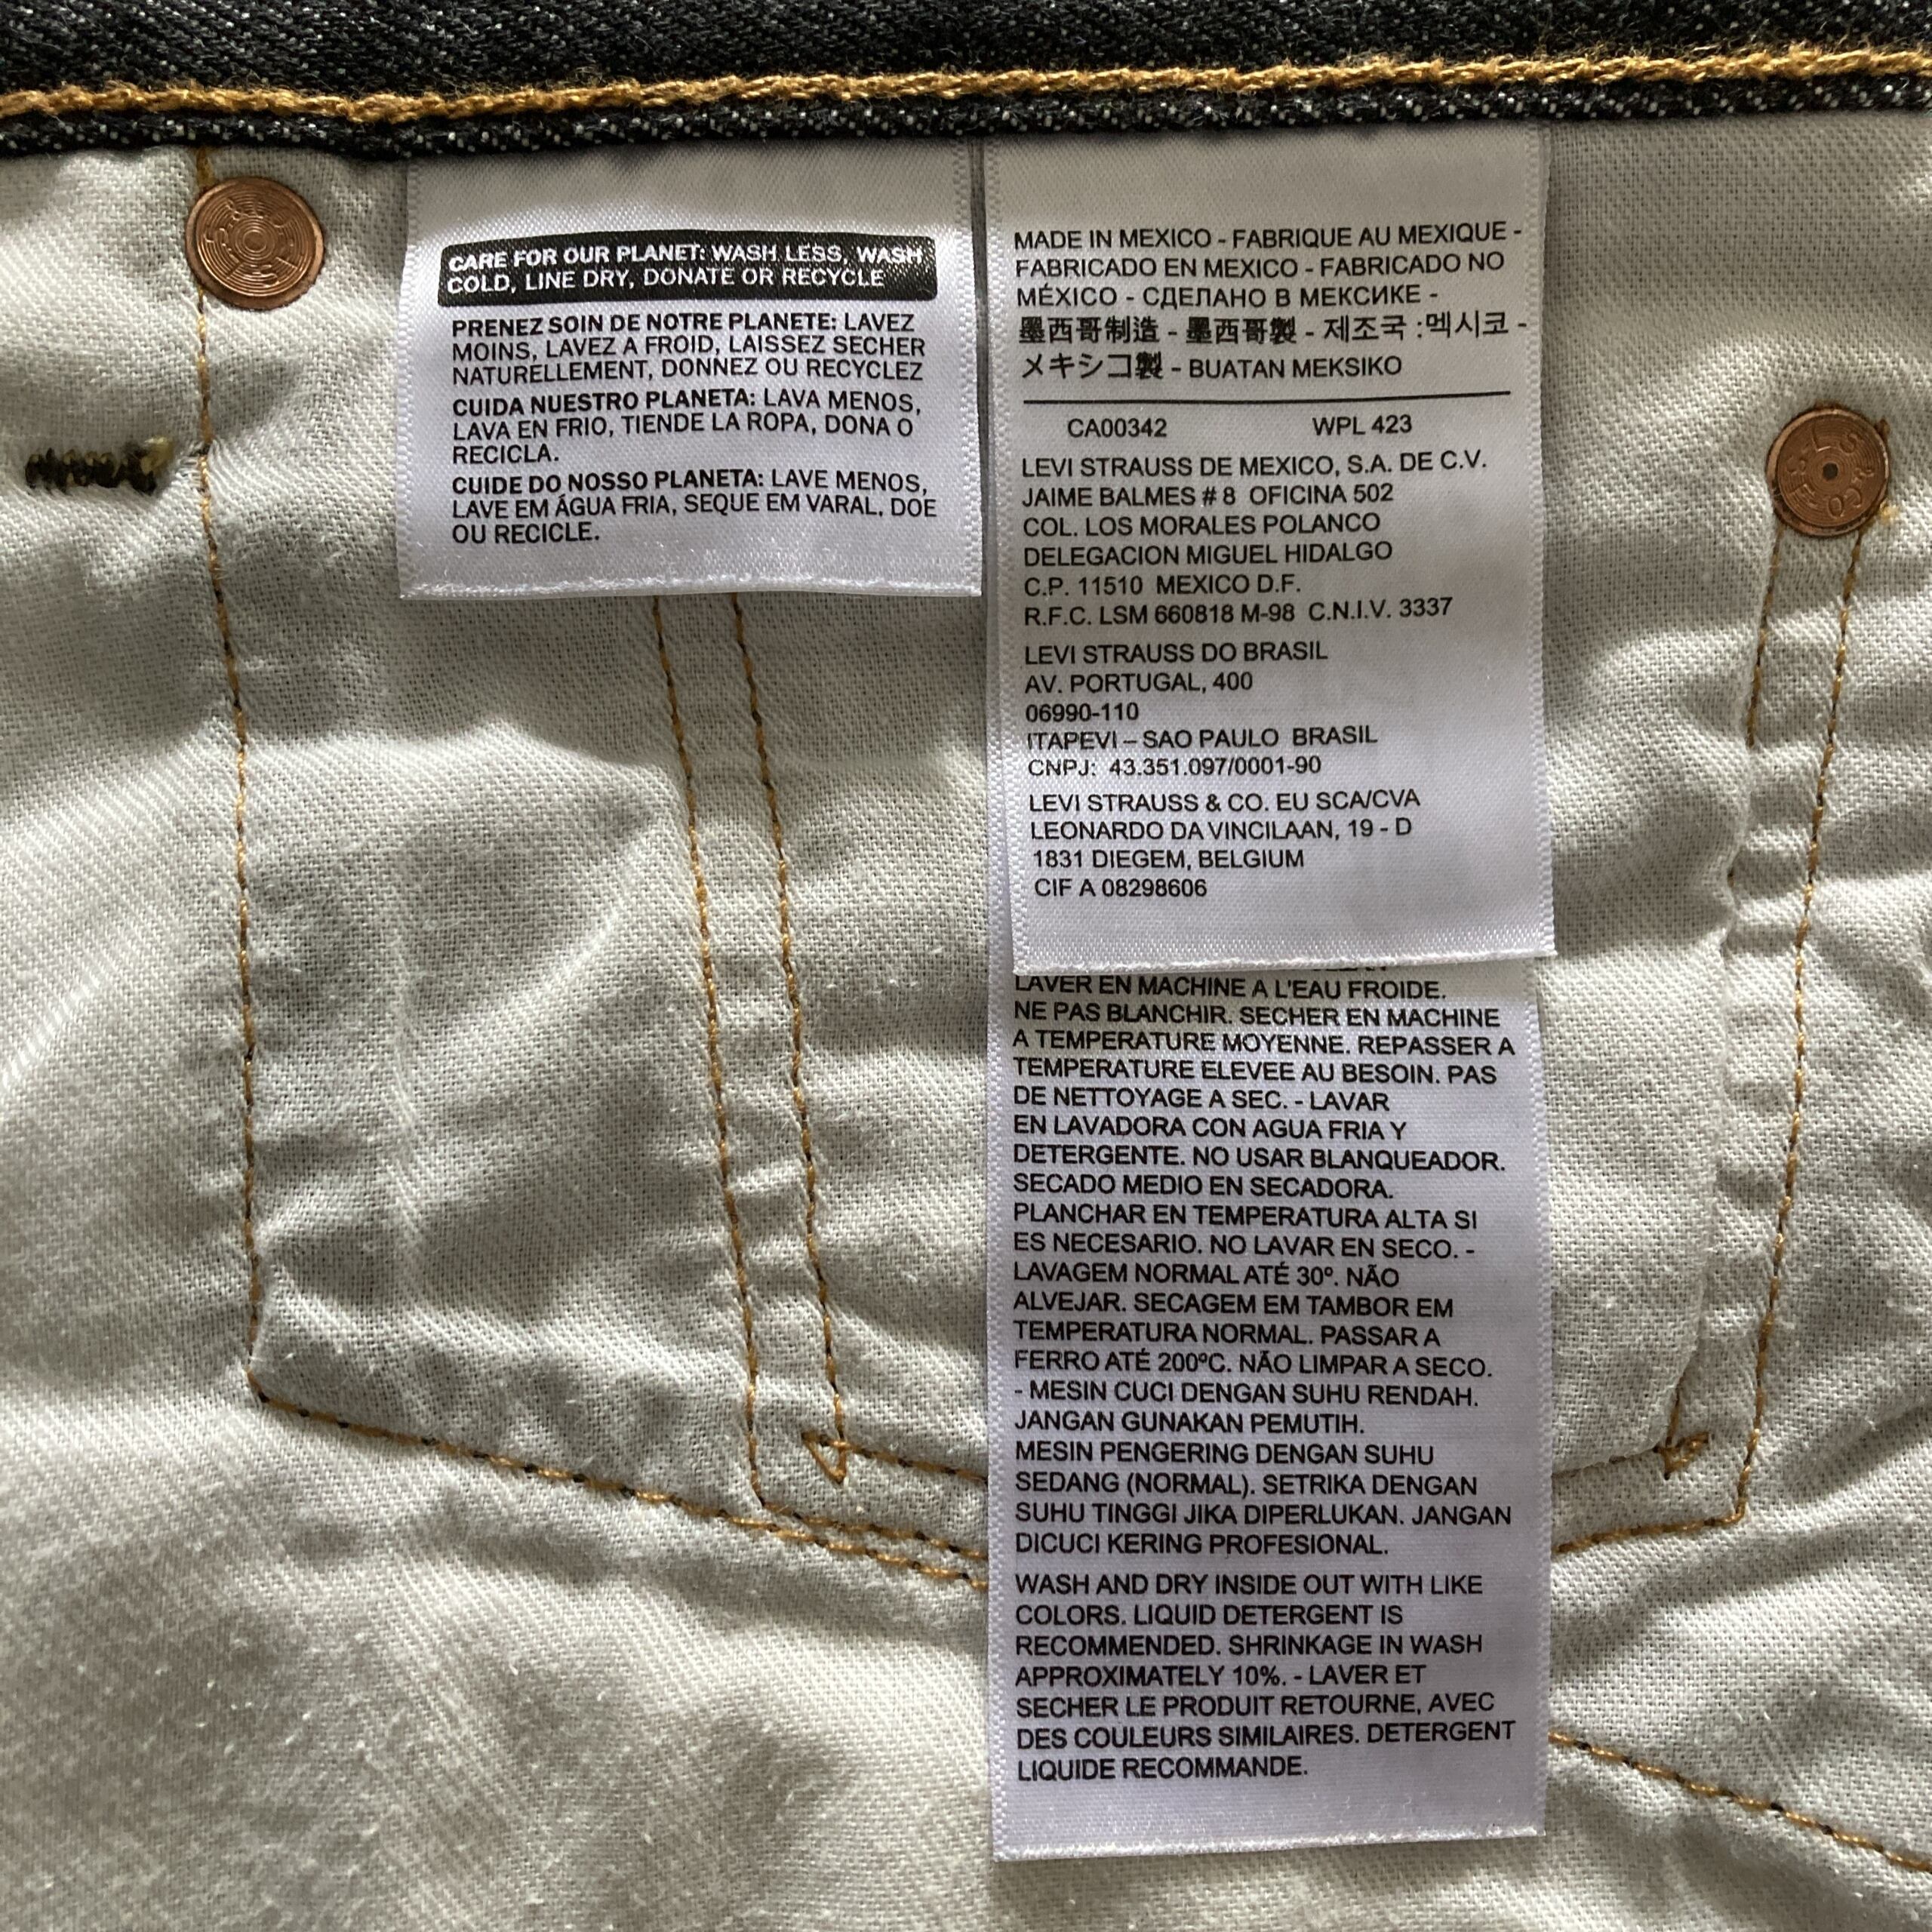 CARE FOR OUR PLANET: WASH LESS, WASH
COLD, LINE DRY, DONATE OR RECYCLE
PRENEZ SOIN DE NOTRE PLANETE: LAVEZ
MOINS, LAVEZ A FROID, LAISSEZ SECHER
NATURELLEMENT, DONNEZ OU RECYCLEZ
CUIDA NUESTRO PLANETA: LAVA MENOS,
LAVA EN FRIO, TIENDE LA ROPA, DONA O
RECICLA.
CUIDE DO NOSSO PLANETA: LAVE MENOS,
LAVE EM ÁGUA FRIA, SEQUE EM VARAL, DOE
OU RECICLE.
MADE IN MEXICO - FABRIQUE AU MEXIQUE -
FABRICADO EN MEXICO - FABRICADO NO
MÉXICO - СДЕЛАНО В МЕКСИКЕ -
墨西哥制造 - 墨西哥製 - 제조국 :멕시코 -
メキシコ製 - BUATAN MEKSIKO
CA00342 WPL 423
LEVI STRAUSS DE MEXICO, S.A. DE C.V.
JAIME BALMES # 8 OFICINA 502
COL. LOS MORALES POLANCO
DELEGACION MIGUEL HIDALGO
C.P. 11510 MEXICO D.F.
R.F.C. LSM 660818 M-98 C.N.I.V. 3337
LEVI STRAUSS DO BRASIL
AV. PORTUGAL, 400
06990-110
ITAPEVI – SAO PAULO BRASIL
CNPJ: 43.351.097/0001-90
LEVI STRAUSS & CO. EU SCA/CVA
LEONARDO DA VINCILAAN, 19 - D
1831 DIEGEM, BELGIUM
CIF A 08298606
LAVER EN MACHINE A L'EAU FROIDE.
NE PAS BLANCHIR. SECHER EN MACHINE
A TEMPERATURE MOYENNE. REPASSER A
TEMPERATURE ELEVEE AU BESOIN. PAS
DE NETTOYAGE A SEC. - LAVAR
EN LAVADORA CON AGUA FRIA Y
DETERGENTE. NO USAR BLANQUEADOR.
SECADO MEDIO EN SECADORA.
PLANCHAR EN TEMPERATURA ALTA SI
ES NECESARIO. NO LAVAR EN SECO. -
LAVAGEM NORMAL ATÉ 30º. NÃO
ALVEJAR. SECAGEM EM TAMBOR EM
TEMPERATURA NORMAL. PASSAR A
FERRO ATÉ 200ºC. NÃO LIMPAR A SECO.
- MESIN CUCI DENGAN SUHU RENDAH.
JANGAN GUNAKAN PEMUTIH.
MESIN PENGERING DENGAN SUHU
SEDANG (NORMAL). SETRIKA DENGAN
SUHU TINGGI JIKA DIPERLUKAN. JANGAN
DICUCI KERING PROFESIONAL.
WASH AND DRY INSIDE OUT WITH LIKE
COLORS. LIQUID DETERGENT IS
RECOMMENDED. SHRINKAGE IN WASH
APPROXIMATELY 10%. - LAVER ET
SECHER LE PRODUIT RETOURNE, AVEC
DES COULEURS SIMILAIRES. DETERGENT
LIQUIDE RECOMMANDE.